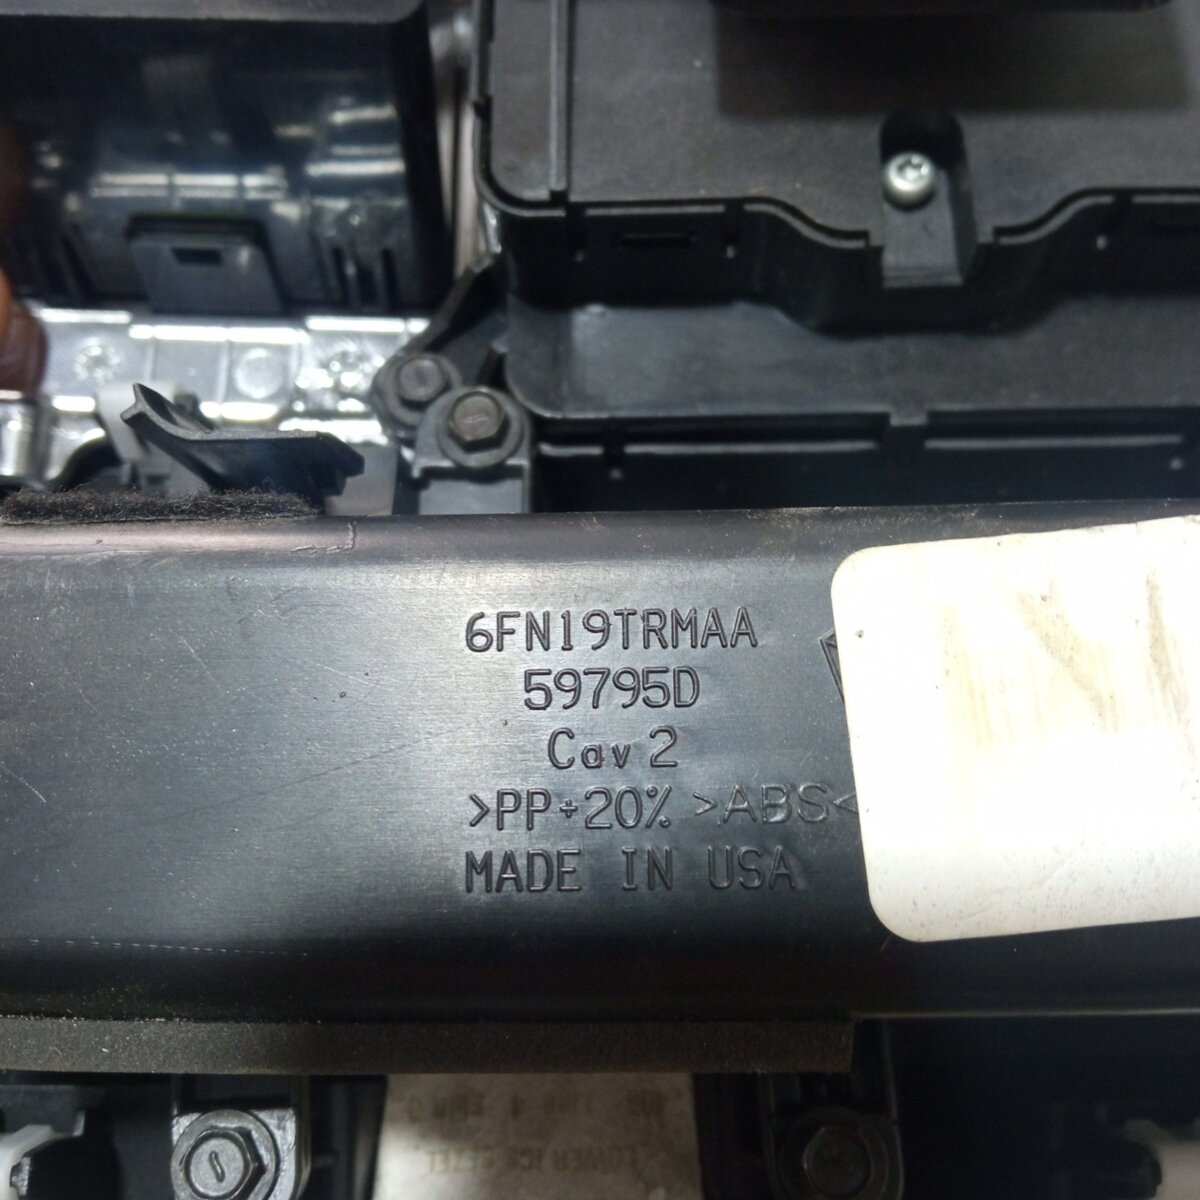 6FN19TRMAA
59795D
Cav 2
>PP+20% >ABS<
MADE IN USA